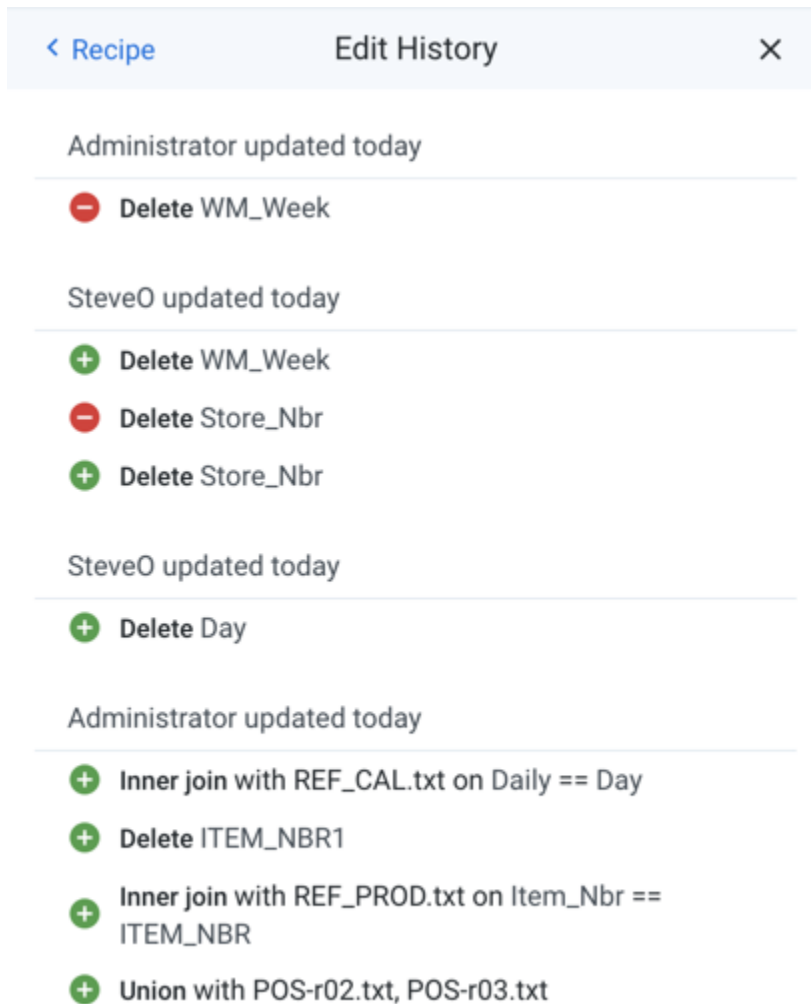 Recipe Edit History
Administrator updated today
Delete WM_Week
SteveO updated today
Delete WM_Week
Delete Store_Nbr
Delete Store_Nbr
SteveO updated today
Delete Day
Administrator updated today
Inner join with REF_CAL.txt on Daily == Day
Delete ITEM_NBR1
Inner join with REF_PROD.txt on Item_Nbr ==
ITEM_NBR
Union with POS-r02.txt, POS-r03.txt